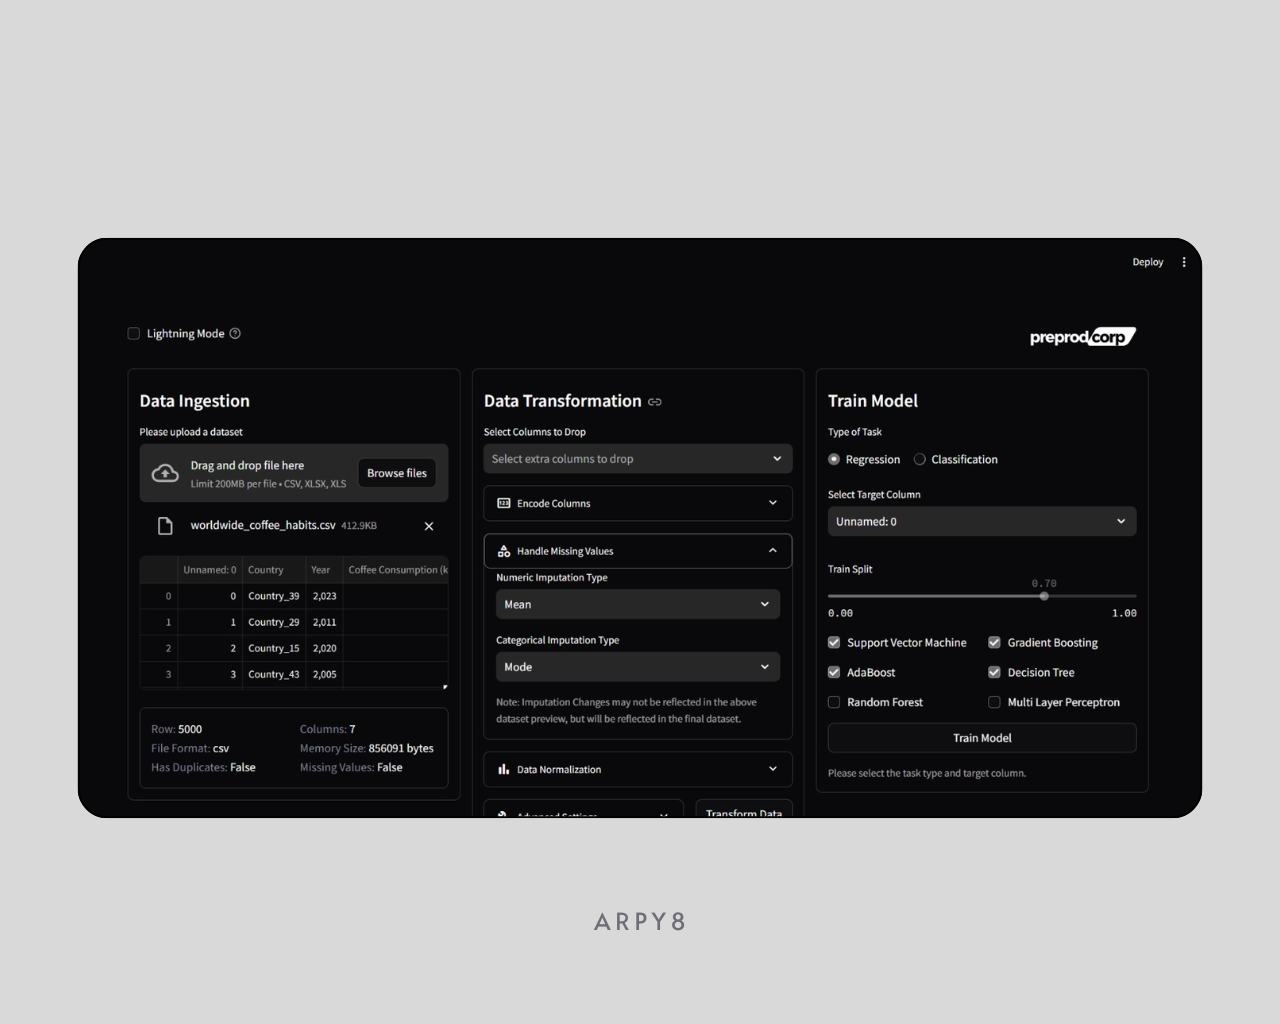 Deploy
Lightning Mode
preprod corp
Data Ingestion
Please upload a dataset
Drag and drop file here
Limit 200MB per file • CSV, XLSX, XLS
Browse files
worldwide_coffee_habits.csv 412.9KB
Unnamed: 0 Country Year Coffee Consumption (k
0 0 Country_39 2,023
1 1 Country_29 2,011
2 2 Country_15 2,020
3 3 Country_43 2,005
Row: 5000 Columns: 7
File Format: csv Memory Size: 856091 bytes
Has Duplicates: False Missing Values: False
Data Transformation
Select Columns to Drop
Select extra columns to drop
123 Encode Columns
Handle Missing Values
Numeric Imputation Type
Mean
Categorical Imputation Type
Mode
Note: Imputation Changes may not be reflected in the above
dataset preview, but will be reflected in the final dataset.
Data Normalization
Advanced Settings Transform Data
Train Model
Type of Task
Regression Classification
Select Target Column
Unnamed: 0
Train Split
0.70
0.00 1.00
Support Vector Machine Gradient Boosting
AdaBoost Decision Tree
Random Forest Multi Layer Perceptron
Train Model
Please select the task type and target column.
ARPY8